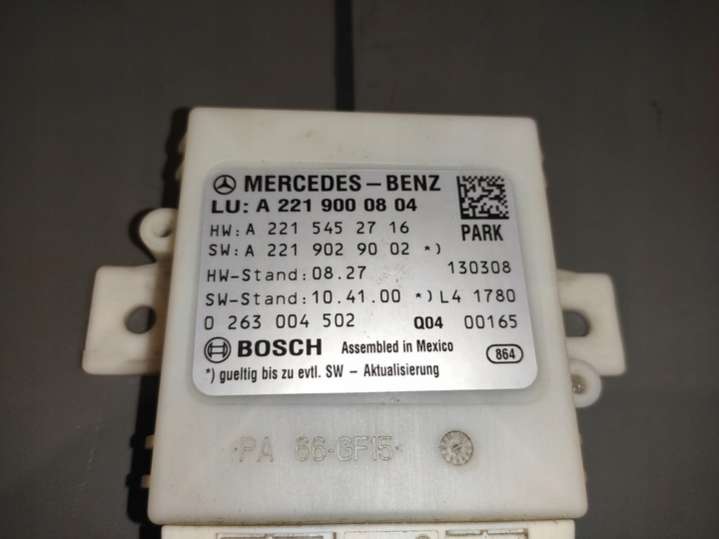 MERCEDES-BENZ
LU: A 221 900 08 04
HW: A 221 545 27 16
PARK
SW: A 221 902 90 02 *)
HW-Stand: 08.27 130308
SW-Stand: 10.41.00 *) L4 1780
0 263 004 502 Q04 00165
BOSCH Assembled in Mexico 864
*) gueltig bis zu evtl. SW - Aktualisierung
·PA 66-GF15·